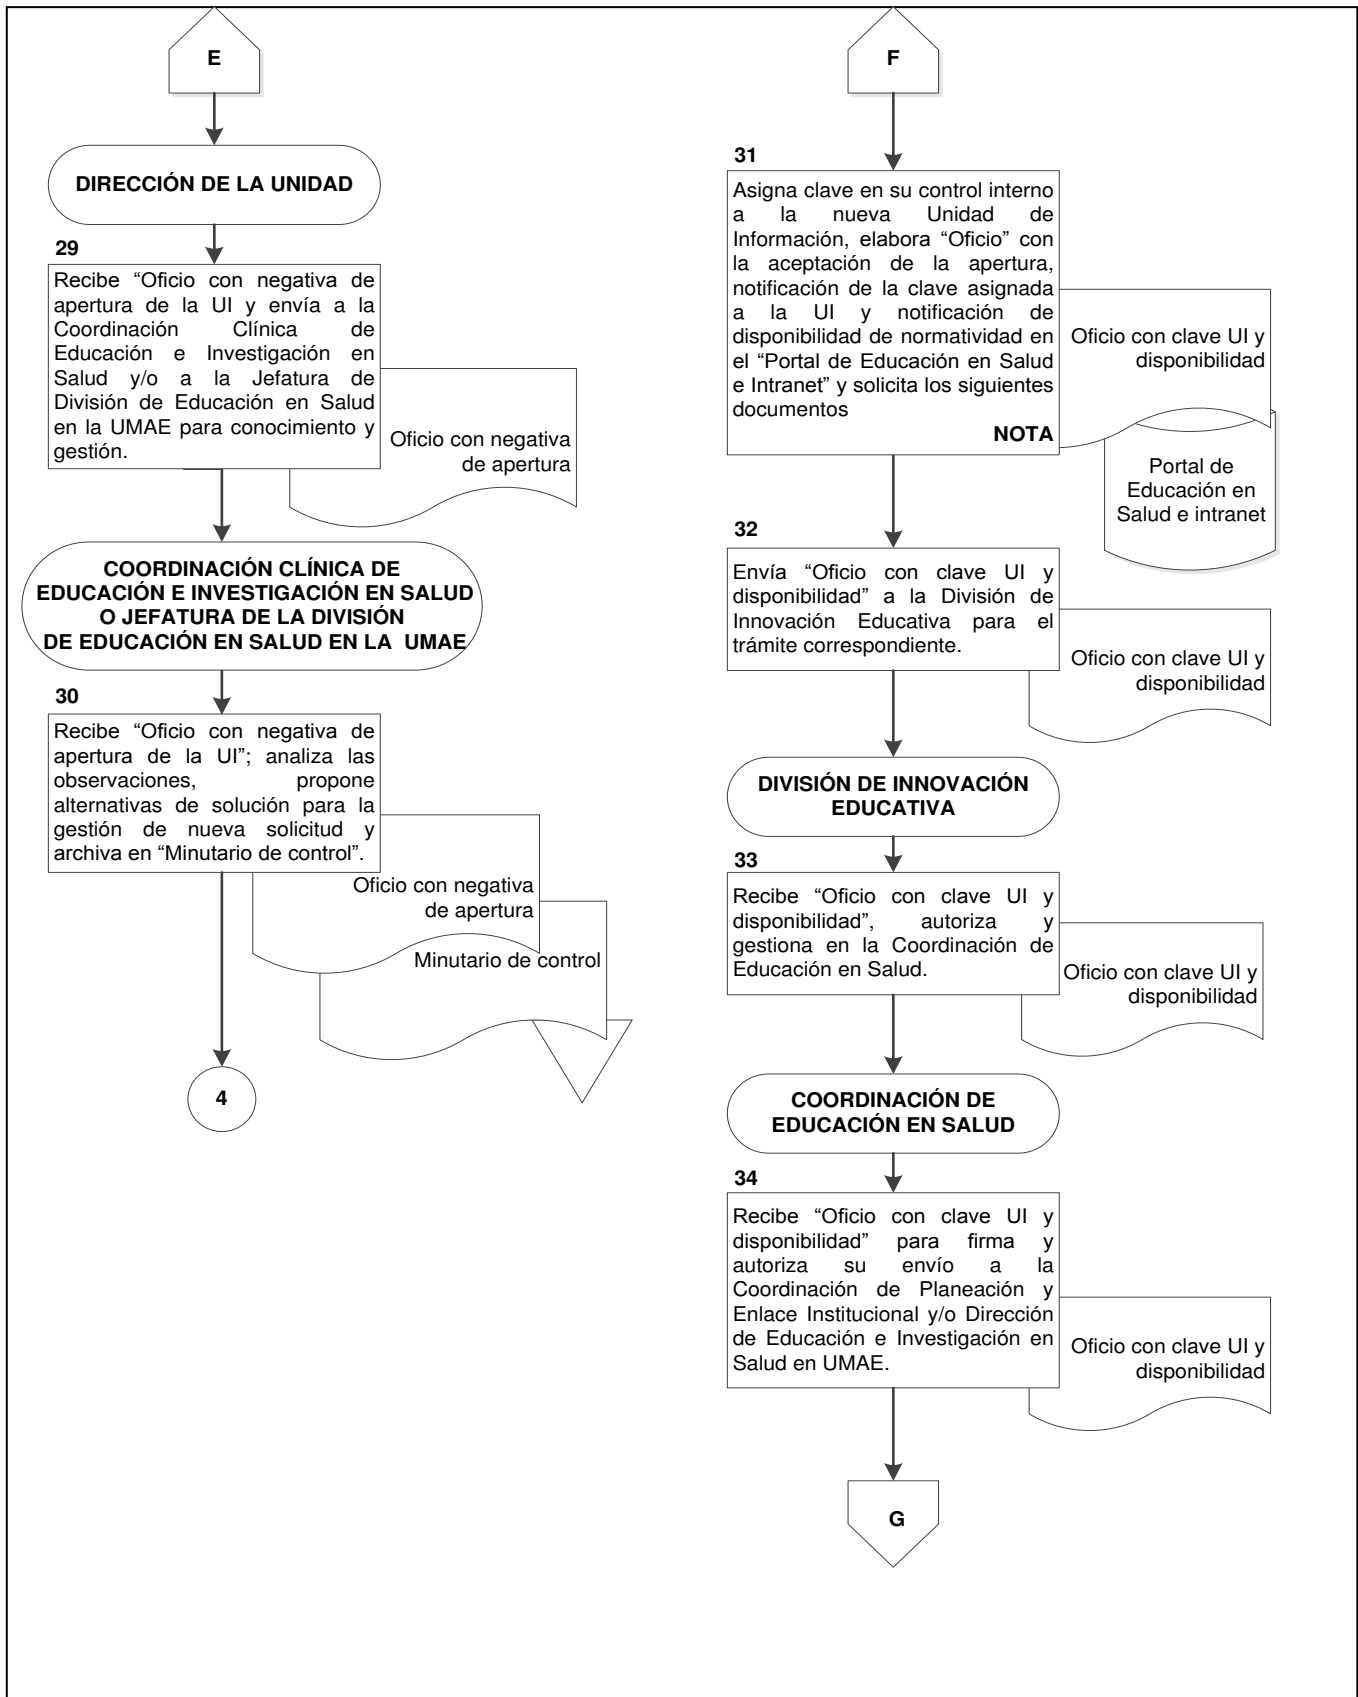 E
DIRECCIÓN DE LA UNIDAD
29
Recibe “Oficio con negativa de
apertura de la UI y envía a la
Coordinación Clínica de
Educación e Investigación en
Salud y/o a la Jefatura de
División de Educación en Salud
en la UMAE para conocimiento y
gestión.
Oficio con negativa
de apertura
COORDINACIÓN CLÍNICA DE
EDUCACIÓN E INVESTIGACIÓN EN SALUD
O JEFATURA DE LA DIVISIÓN
DE EDUCACIÓN EN SALUD EN LA UMAE
30
Recibe “Oficio con negativa de
apertura de la UI”; analiza las
observaciones, propone
alternativas de solución para la
gestión de nueva solicitud y
archiva en “Minutario de control”.
Oficio con negativa
de apertura
Minutario de control
4
F
31
Asigna clave en su control interno
a la nueva Unidad de
Información, elabora “Oficio” con
la aceptación de la apertura,
notificación de la clave asignada
a la UI y notificación de
disponibilidad de normatividad en
el “Portal de Educación en Salud
e Intranet” y solicita los siguientes
documentos
NOTA
Oficio con clave UI y
disponibilidad
Portal de
Educación en
Salud e intranet
32
Envía “Oficio con clave UI y
disponibilidad” a la División de
Innovación Educativa para el
trámite correspondiente.
Oficio con clave UI y
disponibilidad
DIVISIÓN DE INNOVACIÓN
EDUCATIVA
33
Recibe “Oficio con clave UI y
disponibilidad”, autoriza y
gestiona en la Coordinación de
Educación en Salud.
Oficio con clave UI y
disponibilidad
COORDINACIÓN DE
EDUCACIÓN EN SALUD
34
Recibe “Oficio con clave UI y
disponibilidad” para firma y
autoriza su envío a la
Coordinación de Planeación y
Enlace Institucional y/o Dirección
de Educación e Investigación en
Salud en UMAE.
Oficio con clave UI y
disponibilidad
G